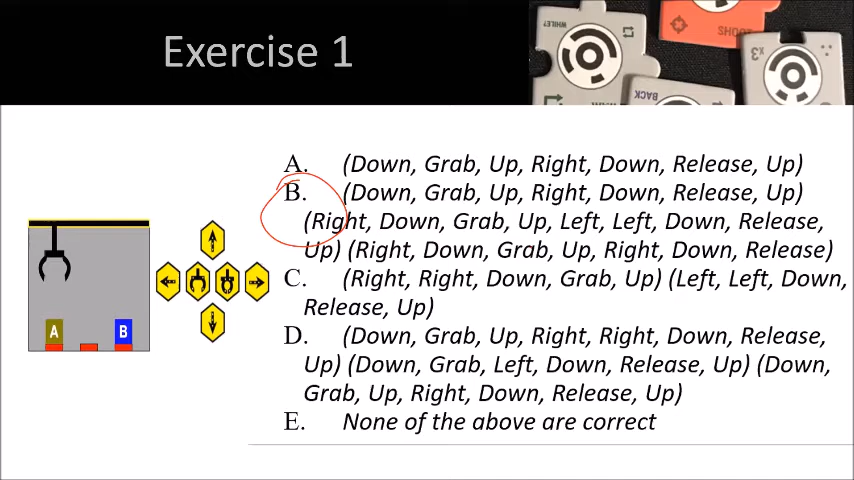 Exercise 1
WHILE?
BACK
x3
A. (Down, Grab, Up, Right, Down, Release, Up)
B. (Down, Grab, Up, Right, Down, Release, Up)
(Right, Down, Grab, Up, Left, Left, Down, Release,
Up) (Right, Down, Grab, Up, Right, Down, Release)
C. (Right, Right, Down, Grab, Up) (Left, Left, Down,
Release, Up)
D. (Down, Grab, Up, Right, Right, Down, Release,
Up) (Down, Grab, Left, Down, Release, Up) (Down,
Grab, Up, Right, Down, Release, Up)
E. None of the above are correct
A
B